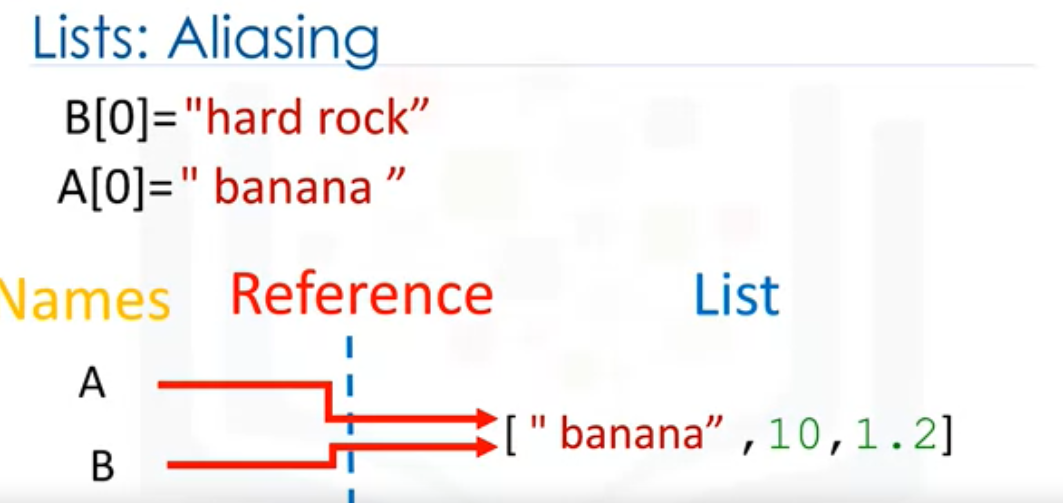 Lists: Aliasing
B[0]="hard rock”
A[0]=" banana ”
Names Reference List
A
[ " banana” ,10,1.2]
B